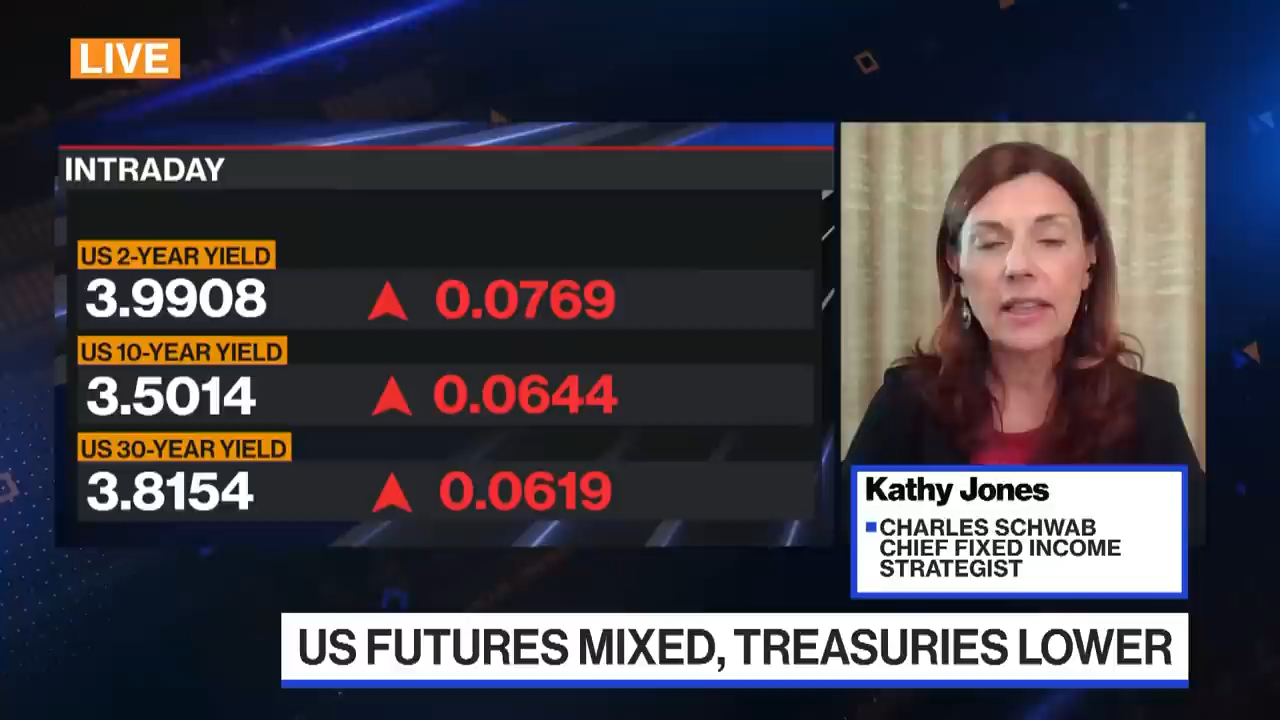 LIVE
INTRADAY
US 2-YEAR YIELD
3.9908 0.0769
US 10-YEAR YIELD
3.5014 0.0644
US 30-YEAR YIELD
3.8154 0.0619
Kathy Jones
CHARLES SCHWAB
CHIEF FIXED INCOME
STRATEGIST
US FUTURES MIXED, TREASURIES LOWER